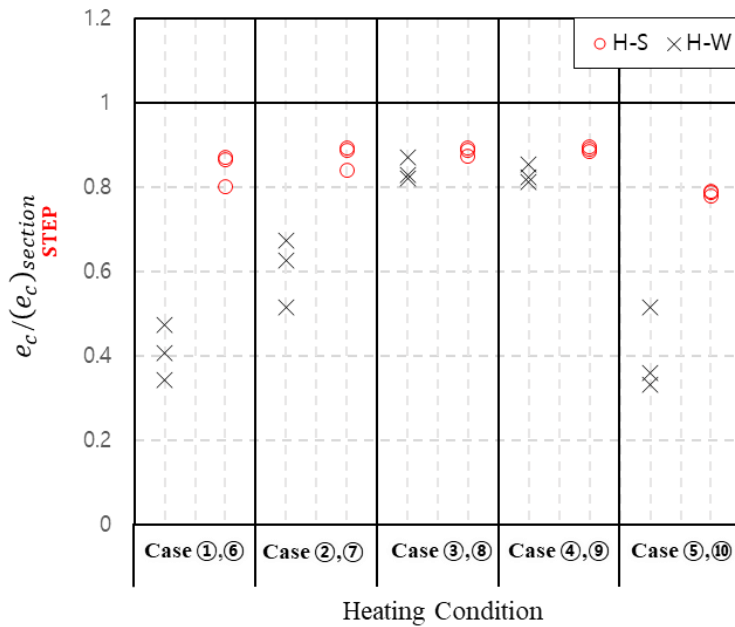 1.2
H-S H-W
1
0.8
0.6
0.4
0.2
0
e_c/(e_c)section
STEP
Case ①,⑥ Case ②,⑦ Case ③,⑧ Case ④,⑨ Case ⑤,⑩
Heating Condition